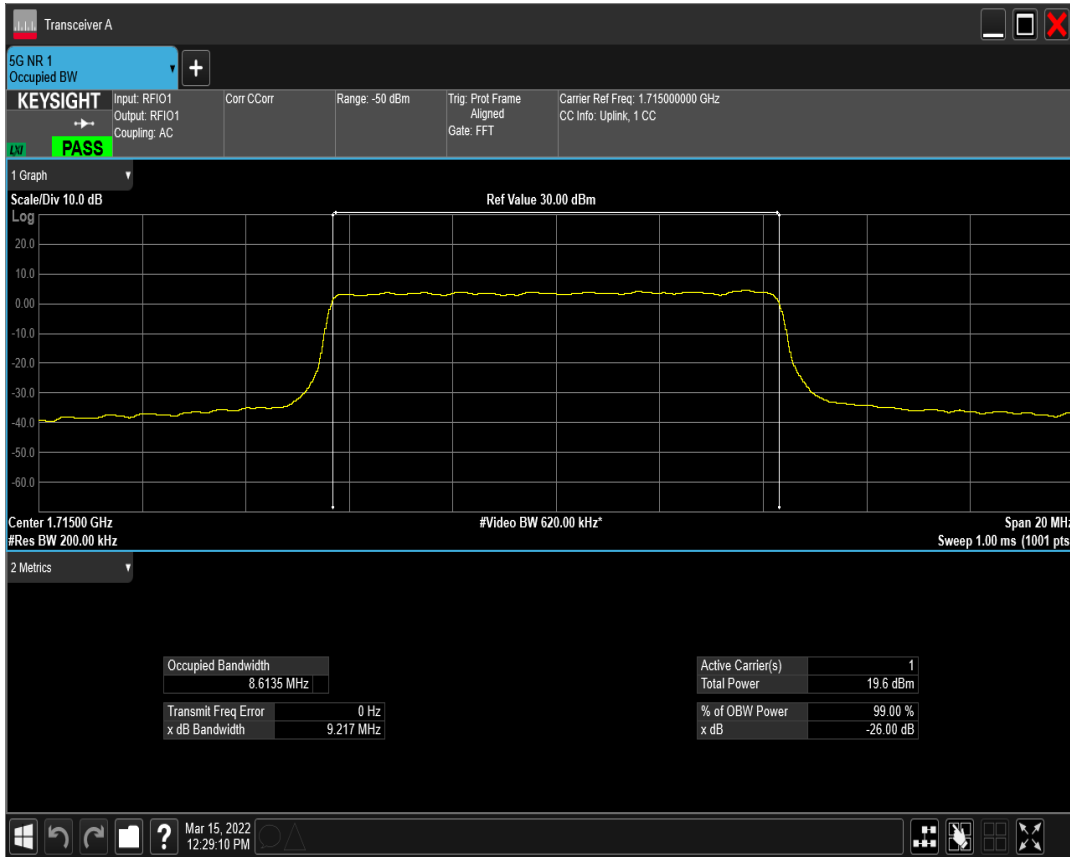 Transceiver A
5G NR 1
Occupied BW
KEYSIGHT
LXI
PASS
Input: RFIO1
Output: RFIO1
Coupling: AC
Corr CCorr
Range: -50 dBm
Trig: Prot Frame
Aligned
Gate: FFT
Carrier Ref Freq: 1.715000000 GHz
CC Info: Uplink, 1 CC
1 Graph
Scale/Div 10.0 dB
Ref Value 30.00 dBm
Log
20.0
10.0
0.00
-10.0
-20.0
-30.0
-40.0
-50.0
-60.0
Center 1.71500 GHz
#Video BW 620.00 kHz*
Span 20 MHz
#Res BW 200.00 kHz
Sweep 1.00 ms (1001 pts
2 Metrics
Occupied Bandwidth
8.6135 MHz
Transmit Freq Error 0 Hz
x dB Bandwidth 9.217 MHz
Active Carrier(s) 1
Total Power 19.6 dBm
% of OBW Power 99.00 %
x dB -26.00 dB
?
Mar 15, 2022
12:29:10 PM